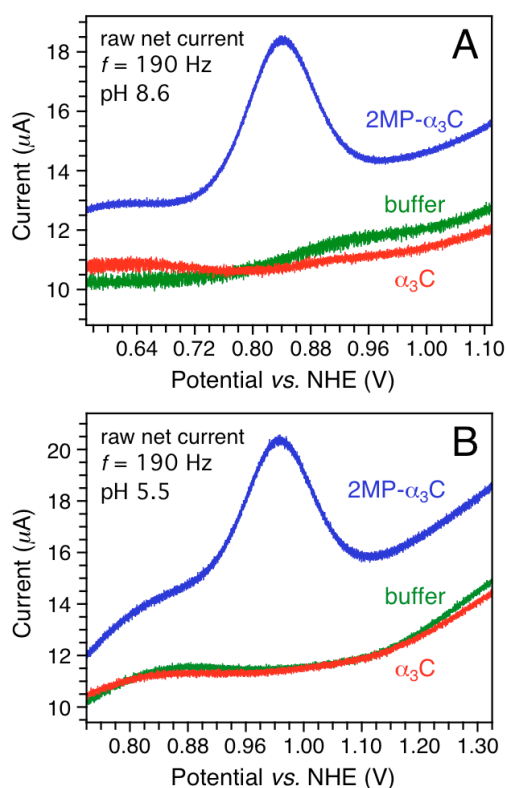 A
raw net current
f = 190 Hz
pH 8.6
2MP-α₃C
buffer
α₃C
Current (μA)
18
16
14
12
10
0.64 0.72 0.80 0.88 0.96 1.00 1.10
Potential vs. NHE (V)
B
raw net current
f = 190 Hz
pH 5.5
2MP-α₃C
buffer
α₃C
Current (μA)
20
18
16
14
12
10
0.80 0.88 0.96 1.00 1.10 1.20 1.30
Potential vs. NHE (V)